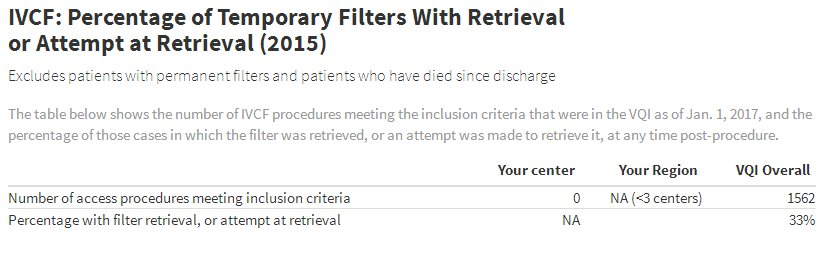 IVCF: Percentage of Temporary Filters With Retrieval
or Attempt at Retrieval (2015)
Excludes patients with permanent filters and patients who have died since discharge
The table below shows the number of IVCF procedures meeting the inclusion criteria that were in the VQI as of Jan. 1, 2017, and the
percentage of those cases in which the filter was retrieved, or an attempt was made to retrieve it, at any time post-procedure.
Your center Your Region VQI Overall
Number of access procedures meeting inclusion criteria 0 NA (<3 centers) 1562
Percentage with filter retrieval, or attempt at retrieval NA 33%